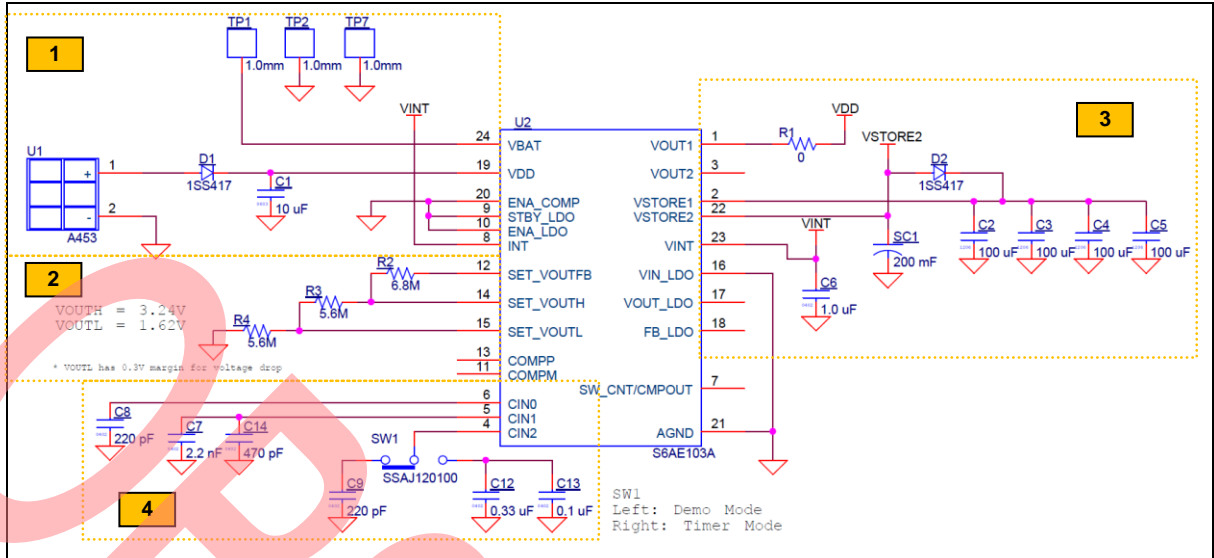 1
TP1
TP2
TP7
1.0mm
1.0mm
1.0mm
VINT
U1
1
+
2
-
A453
D1
1SS417
C1
10 uF
2
VOUTH = 3.24V
VOUTL = 1.62V
* VOUTL has 0.3V margin for voltage drop
R2
6.8M
R3
5.6M
R4
5.6M
U2
24 VBAT
19 VDD
20 ENA_COMP
9 STBY_LDO
10 ENA_LDO
8 INT
12 SET_VOUTFB
14 SET_VOUTH
15 SET_VOUTL
13 COMPP
11 COMPM
6 CIN0
5 CIN1
4 CIN2
VOUT1 1
VOUT2 3
VSTORE1 2
VSTORE2 22
VINT 23
VIN_LDO 16
VOUT_LDO 17
FB_LDO 18
SW_CNT/CMPOUT 7
AGND 21
S6AE103A
3
R1
0
VDD
VSTORE2
D2
1SS417
VINT
SC1
200 mF
C2
100 uF
C3
100 uF
C4
100 uF
C5
100 uF
C6
1.0 uF
4
C8
220 pF
C7
2.2 nF
C14
470 pF
SW1
SSAJ120100
C9
220 pF
C12
0.33 uF
C13
0.1 uF
SW1
Left: Demo Mode
Right: Timer Mode